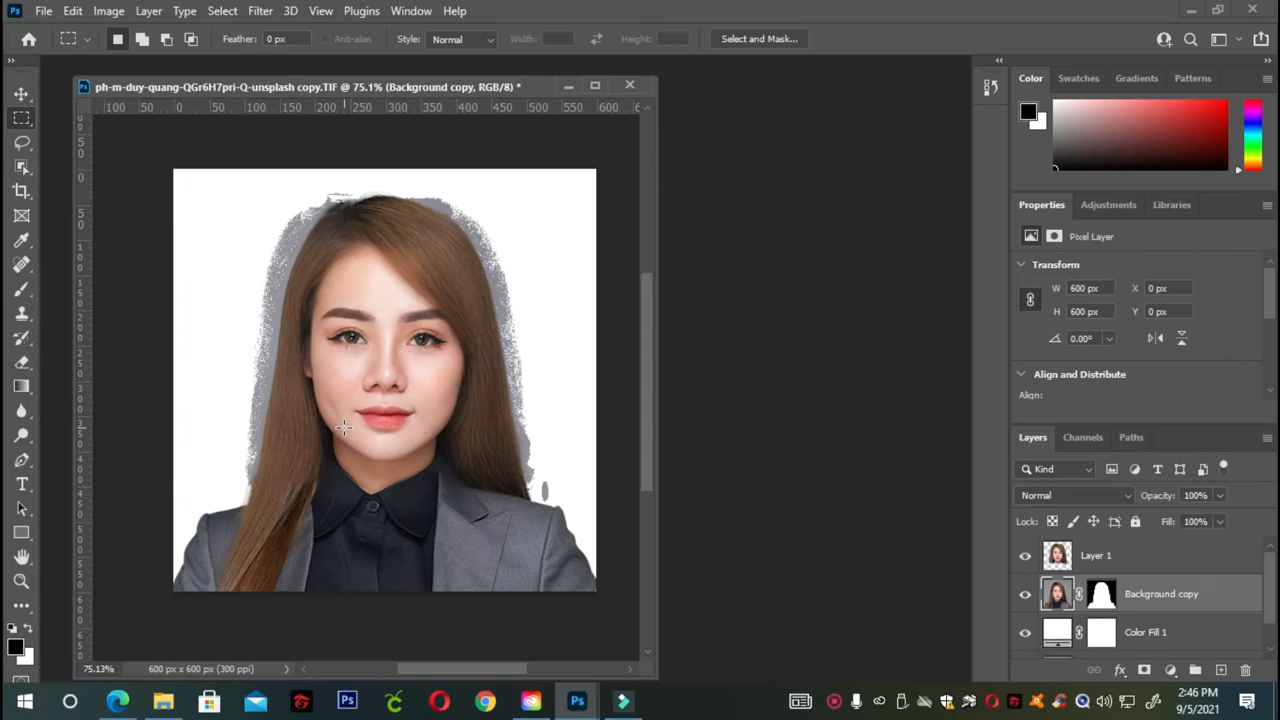 Ps File Edit Image Layer Type Select Filter 3D View Plugins Window Help
Feather: 0 px Anti-alias Style: Normal Width: Height: Select and Mask...
ph-m-duy-quang-QGr6H7pri-Q-unsplash copy.TIF @ 75.1% (Background copy, RGB/8) *
100 50 0 50 100 150 200 250 300 350 400 450 500 550 600
Color Swatches Gradients Patterns
Properties Adjustments Libraries
Pixel Layer
Transform
W 600 px X 0 px
H 600 px Y 0 px
0.00°
Align and Distribute
Align:
Layers Channels Paths
Kind
Normal Opacity: 100%
Lock: Fill: 100%
Layer 1
Background copy
Color Fill 1
75.13% 600 px x 600 px (300 ppi)
Ps Ps
2:46 PM
9/5/2021